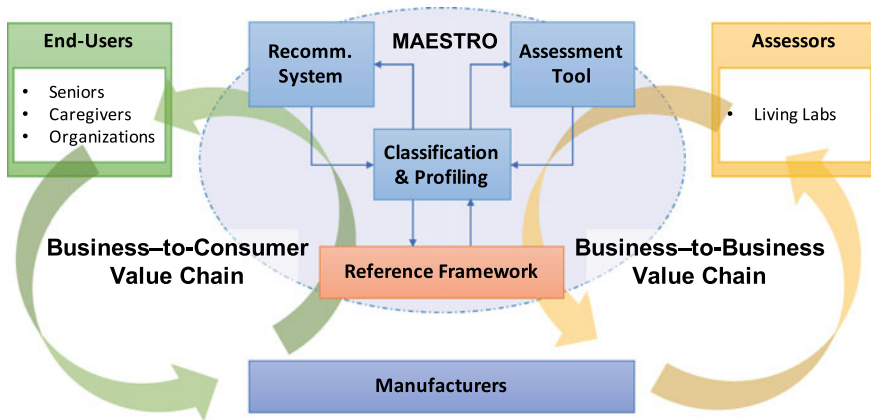 End-Users
• Seniors
• Caregivers
• Organizations
Recomm.
System
MAESTRO
Assessment
Tool
Assessors
• Living Labs
Classification
& Profiling
Business–to-Consumer
Value Chain
Business–to-Business
Value Chain
Reference Framework
Manufacturers